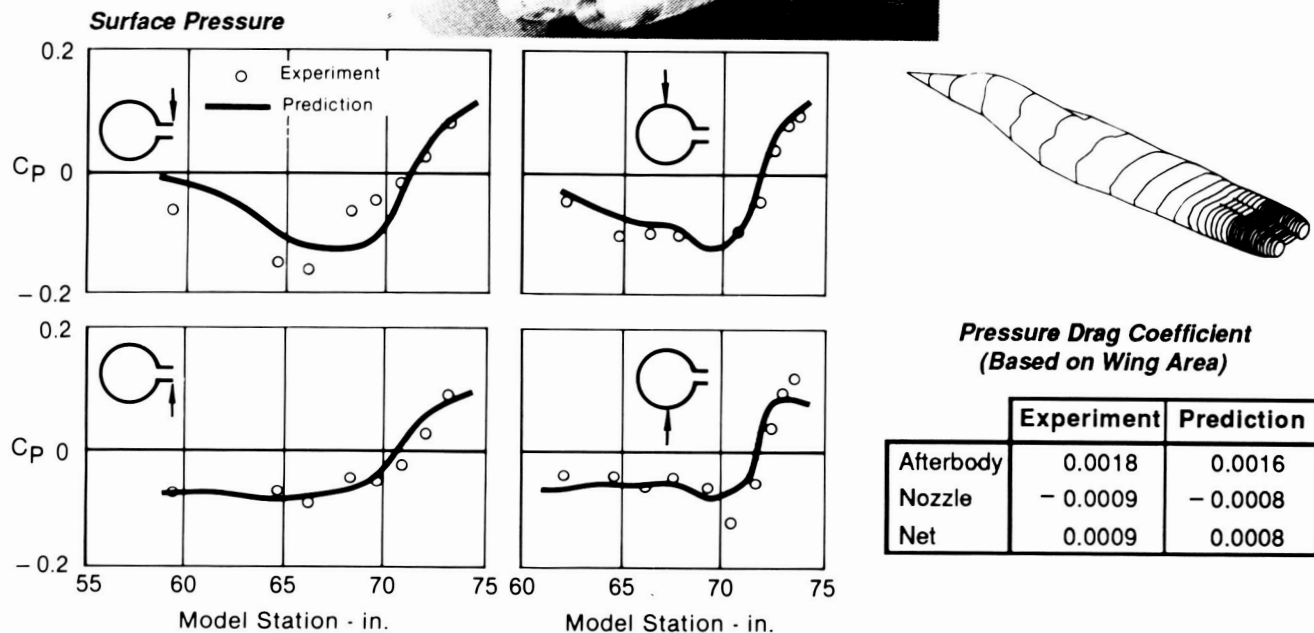 Surface Pressure
0.2
Experiment
Prediction
CP 0
– 0.2
0.2
CP 0
– 0.2
55 60 65 70 75
60 65 70 75
Model Station - in.
Model Station - in.
Pressure Drag Coefficient
(Based on Wing Area)
Experiment Prediction
Afterbody 0.0018 0.0016
Nozzle – 0.0009 – 0.0008
Net 0.0009 0.0008